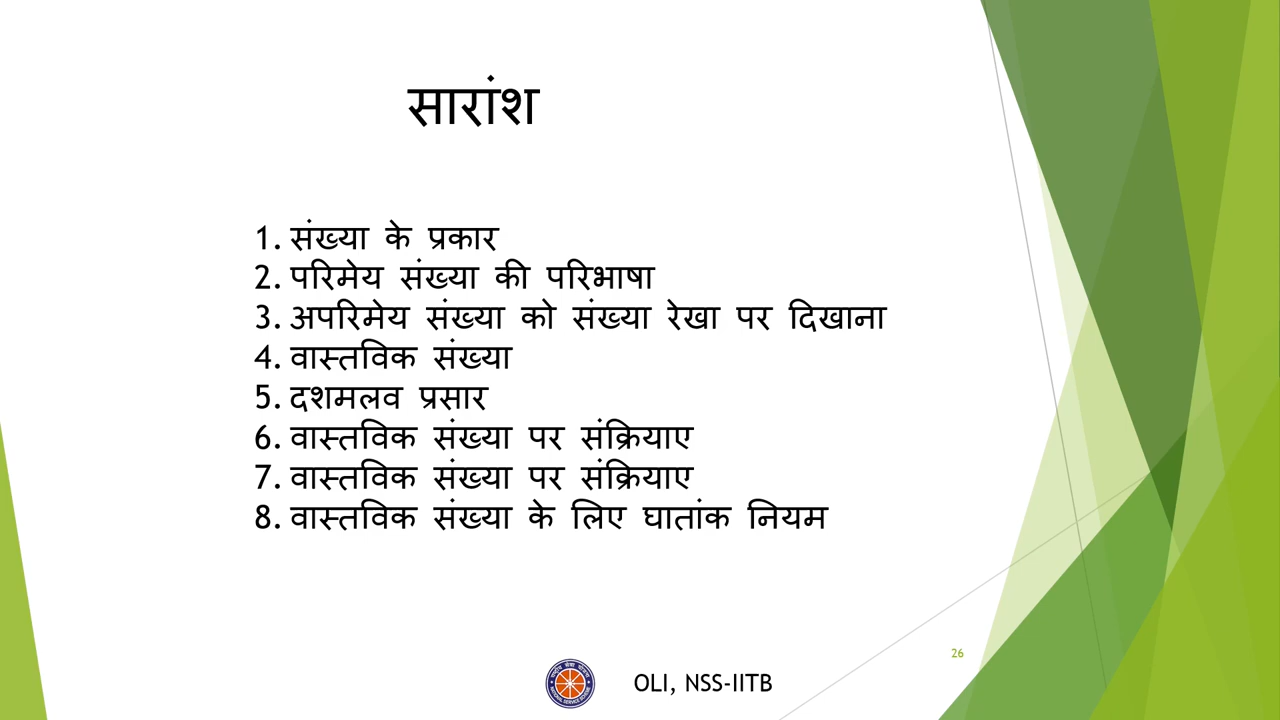 सारांश
1. संख्या के प्रकार
2. परिमेय संख्या की परिभाषा
3. अपरिमेय संख्या को संख्या रेखा पर दिखाना
4. वास्तविक संख्या
5. दशमलव प्रसार
6. वास्तविक संख्या पर संक्रियाए
7. वास्तविक संख्या पर संक्रियाए
8. वास्तविक संख्या के लिए घातांक नियम
26
OLI, NSS-IITB